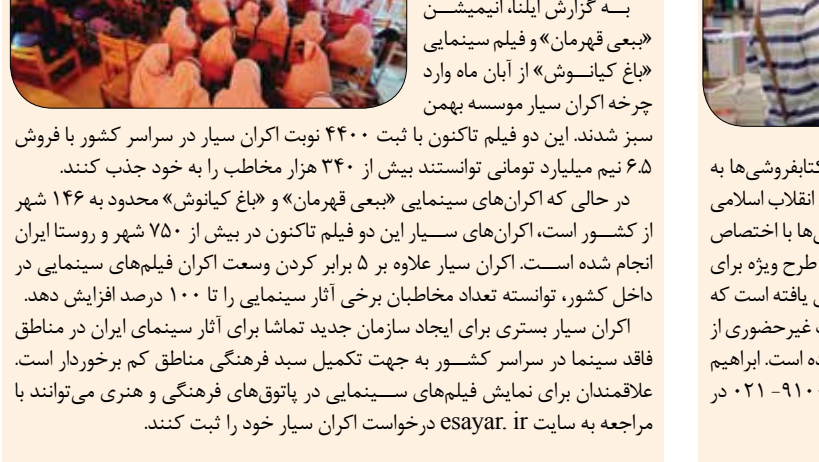 به گزارش ایلنا، انیمیشن
«ببعی قهرمان» و فیلم سینمایی
«باغ کیانوش» از آبان ماه وارد
چرخه اکران سیار موسسه بهمن
سبز شدند. این دو فیلم تاکنون با ثبت ۴۴۰۰ نوبت اکران سیار در سراسر کشور با فروش
۶.۵ نیم میلیارد تومانی توانستند بیش از ۳۴۰ هزار مخاطب را به خود جذب کنند.
در حالی که اکران‌های سینمایی «ببعی قهرمان» و «باغ کیانوش» محدود به ۱۴۶ شهر
از کشور است، اکران‌های سیار این دو فیلم تاکنون در بیش از ۷۵۰ شهر و روستا ایران
انجام شده است. اکران سیار علاوه بر ۵ برابر کردن وسعت اکران فیلم‌های سینمایی در
داخل کشور، توانسته تعداد مخاطبان برخی آثار سینمایی را تا ۱۰۰ درصد افزایش دهد.
اکران سیار بستری برای ایجاد سازمان جدید تماشا برای آثار سینمای ایران در مناطق
فاقد سینما در سراسر کشور به جهت تکمیل سبد فرهنگی مناطق کم برخوردار است.
علاقمندان برای نمایش فیلم‌های سینمایی در پاتوق‌های فرهنگی و هنری می‌توانند با
مراجعه به سایت esayar. ir درخواست اکران سیار خود را ثبت کنند.
کتابفروشی‌ها به
انقلاب اسلامی
ها با اختصاص
طرح ویژه برای
یافته است که
غیرحضوری از
ده است. ابراهیم
۰۲۱ -۹۱۰۰ در